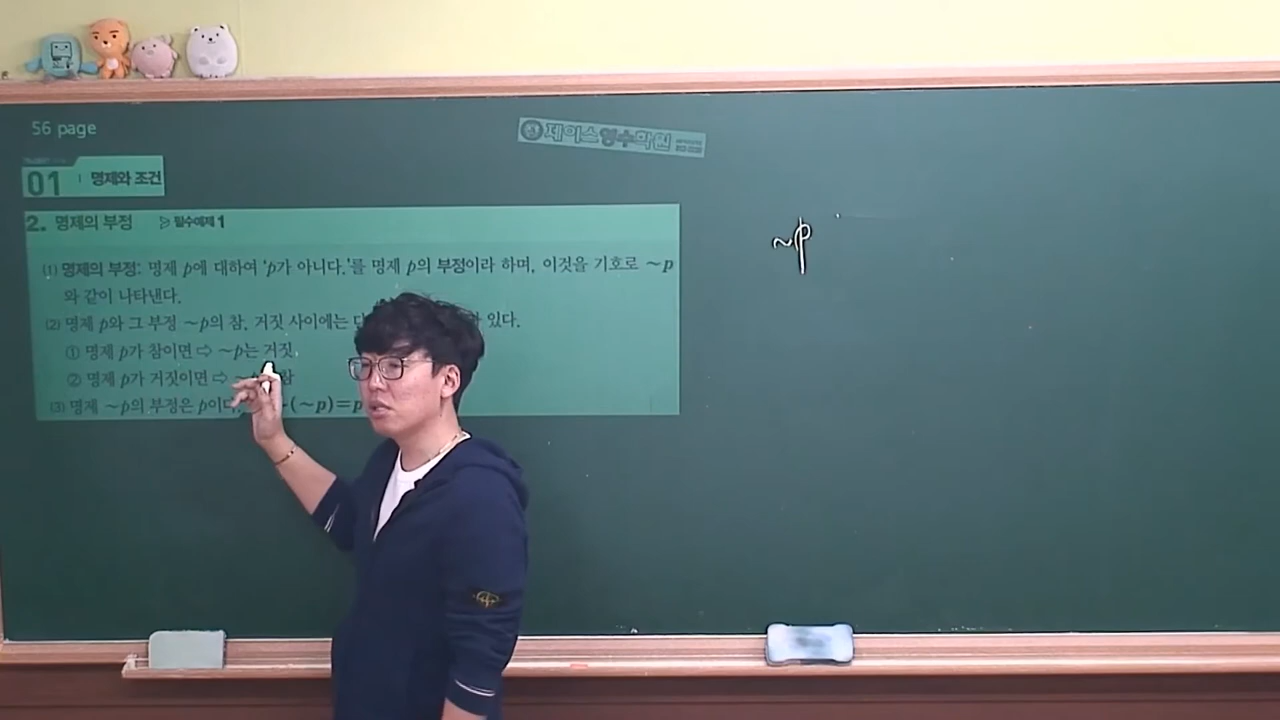 56 page
제이스영수학원
01 명제와 조건
2. 명제의 부정 ▷ 필수예제 1
(1) 명제의 부정: 명제 p에 대하여 'p가 아니다.'를 명제 p의 부정이라 하며, 이것을 기호로 ~p
와 같이 나타낸다.
(2) 명제 p와 그 부정 ~p의 참, 거짓 사이에는 다 있다.
① 명제 p가 참이면 ⇨ ~p는 거짓
② 명제 p가 거짓이면 ⇨ ~ 참
(3) 명제 ~p의 부정은 p이다. ~(~p)=p
~p